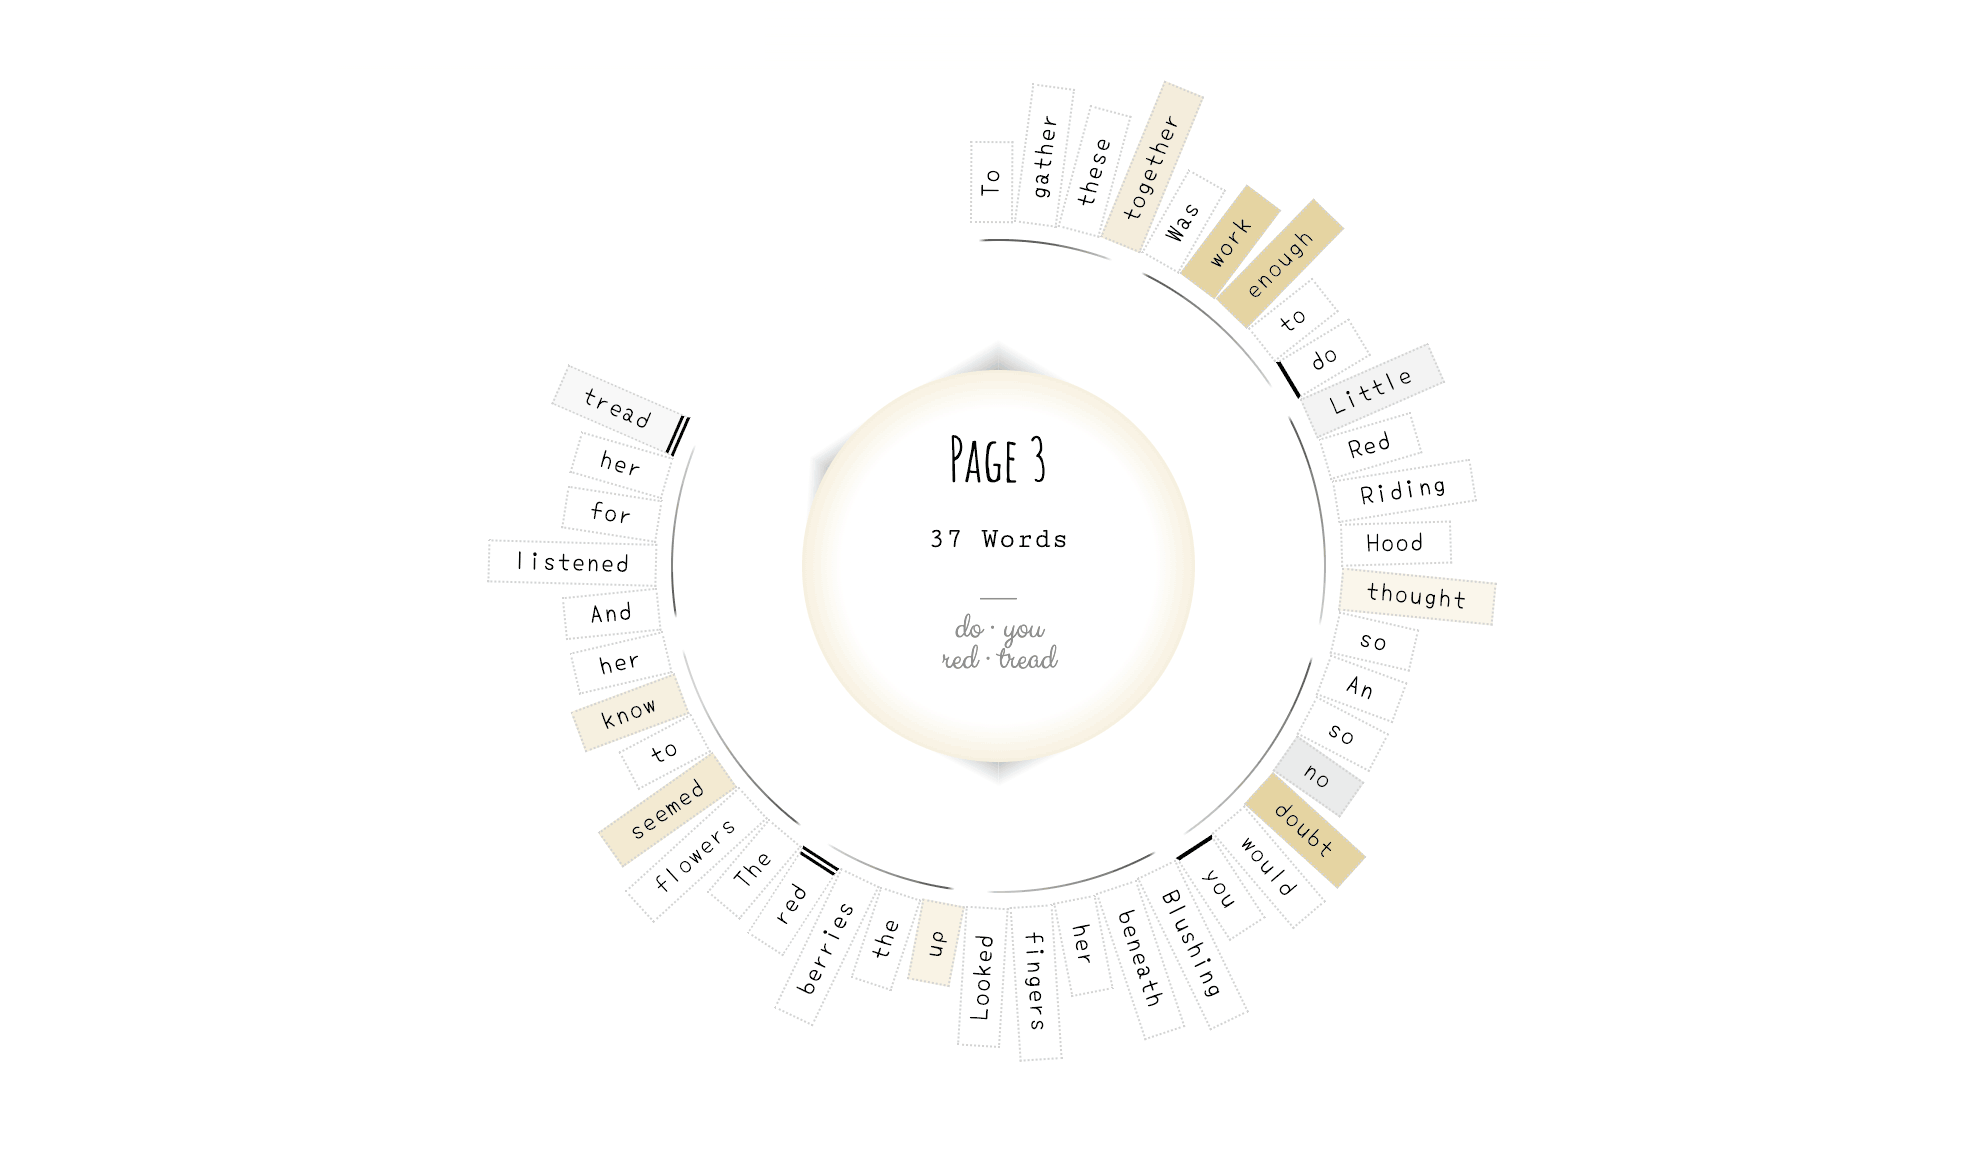 To
gather
these
together
Was
work
enough
to
do
Little
Red
Riding
Hood
thought
so
An
so
no
doubt
would
you
Blushing
beneath
her
fingers
Looked
up
the
berries
red
The
flowers
seemed
to
know
her
And
listened
for
her
tread
PAGE 3
37 Words
do · you
red · tread